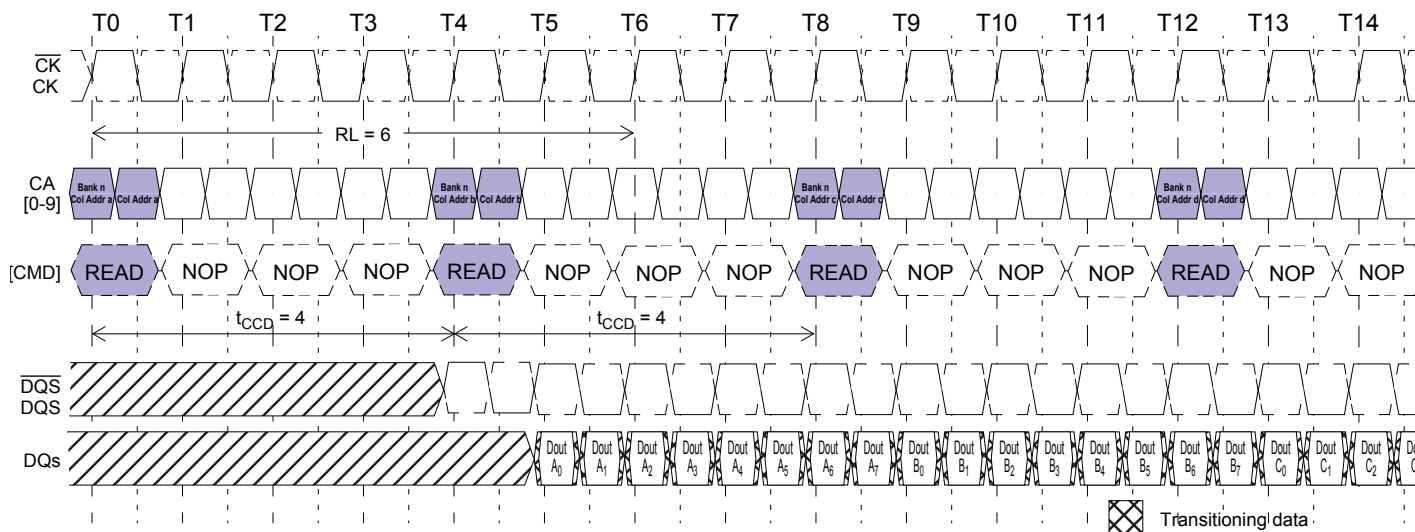 T0 T1 T2 T3 T4 T5 T6 T7 T8 T9 T10 T11 T12 T13 T14
CK
CK
RL = 6
CA
[0-9]
Bank n
Col Addr a
Col Addr a
Bank n
Col Addr b
Col Addr b
Bank n
Col Addr c
Col Addr c
Bank n
Col Addr d
Col Addr d
[CMD] READ NOP NOP NOP READ NOP NOP NOP READ NOP NOP NOP READ NOP NOP
tCCD = 4 tCCD = 4
DQS
DQS
DQs
Dout Dout Dout Dout Dout Dout Dout Dout Dout Dout Dout Dout Dout Dout Dout Dout Dout Dout Dout
A0 A1 A2 A3 A4 A5 A6 A7 B0 B1 B2 B3 B4 B5 B6 B7 C0 C1 C2
Transitioning data